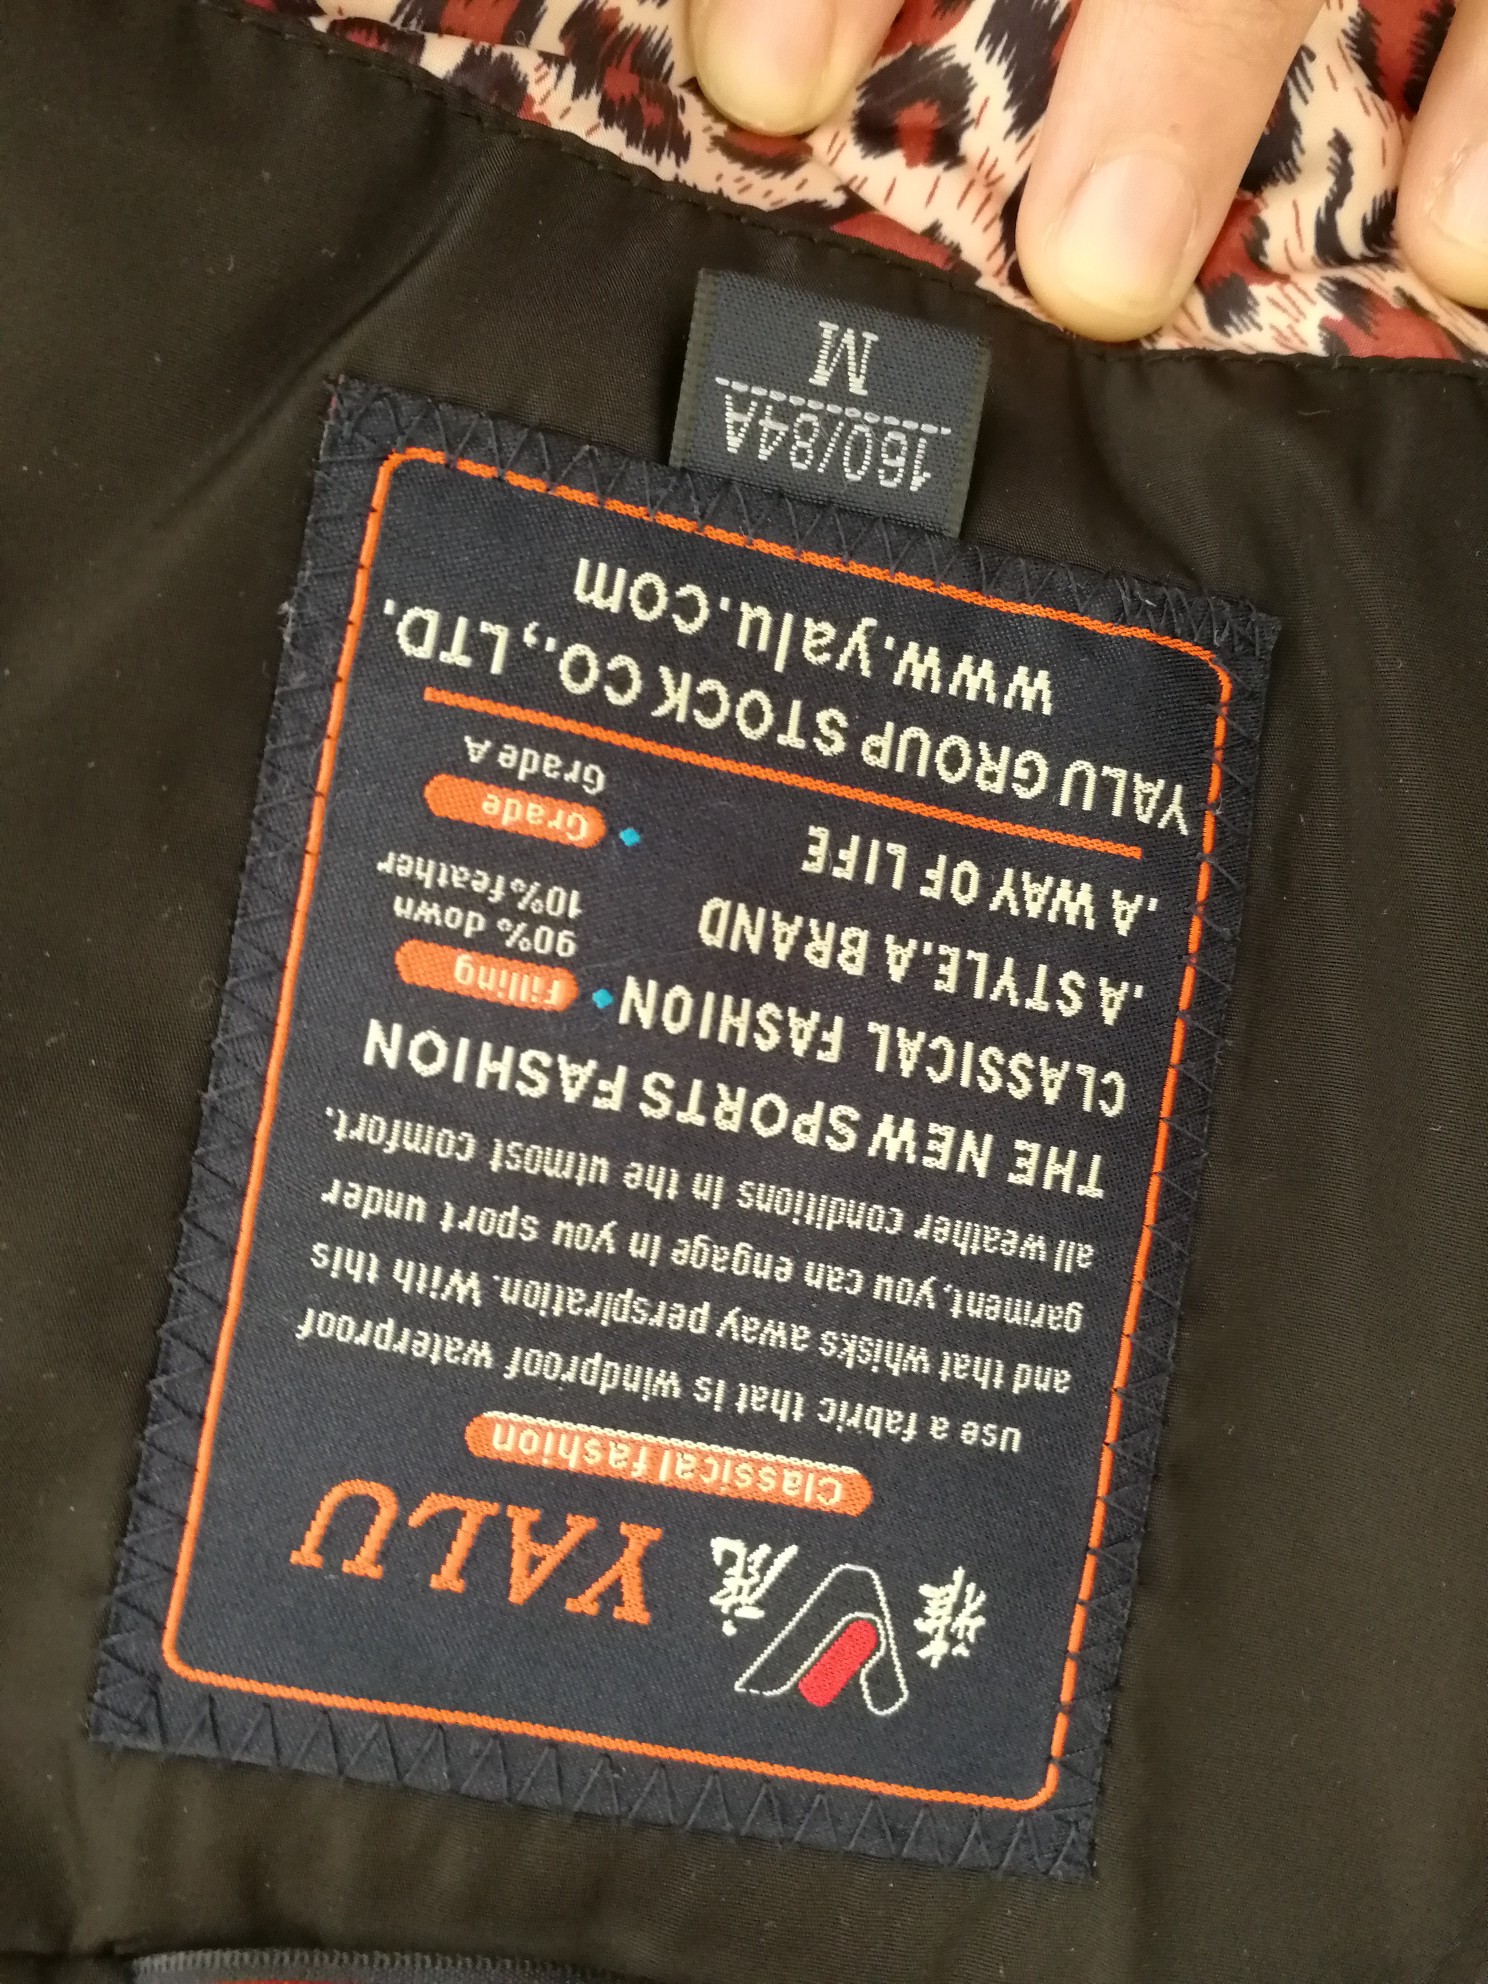 雅鹿 YALU
Classical fashion
use a fabric that is windproof waterproof
and that whisks away perspiration. With this
garment, you can engage in you sport under
all weather conditions in the utmost comfort.
THE NEW SPORTS FASHION
CLASSICAL FASHION
.A STYLE.A BRAND
.A WAY OF LIFE
Filling
90% down
10% feather
Grade
Grade A
YALU GROUP STOCK CO.,LTD.
www.yalu.com
160/84A
M